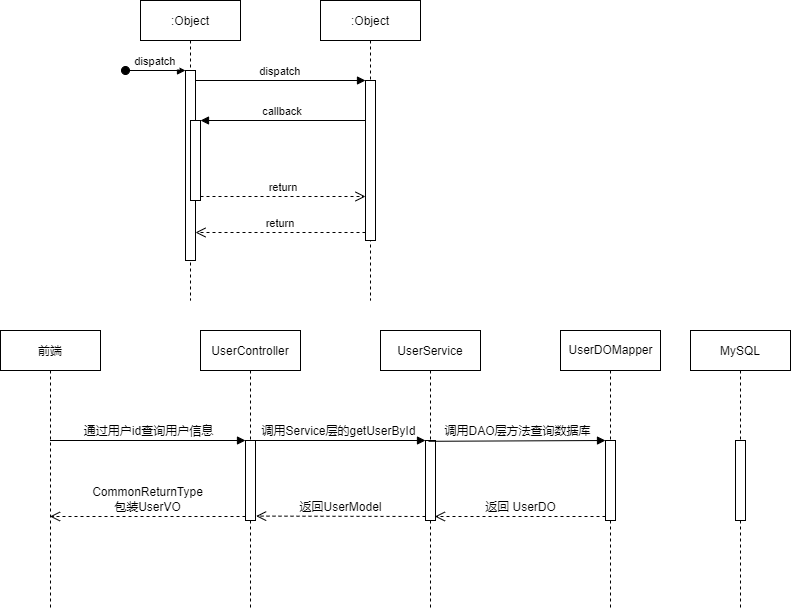 :Object
:Object
dispatch
dispatch
callback
return
return
前端
UserController
UserService
UserDOMapper
MySQL
通过用户id查询用户信息
调用Service层的getUserById
调用DAO层方法查询数据库
CommonReturnType
包装UserVO
返回UserModel
返回 UserDO